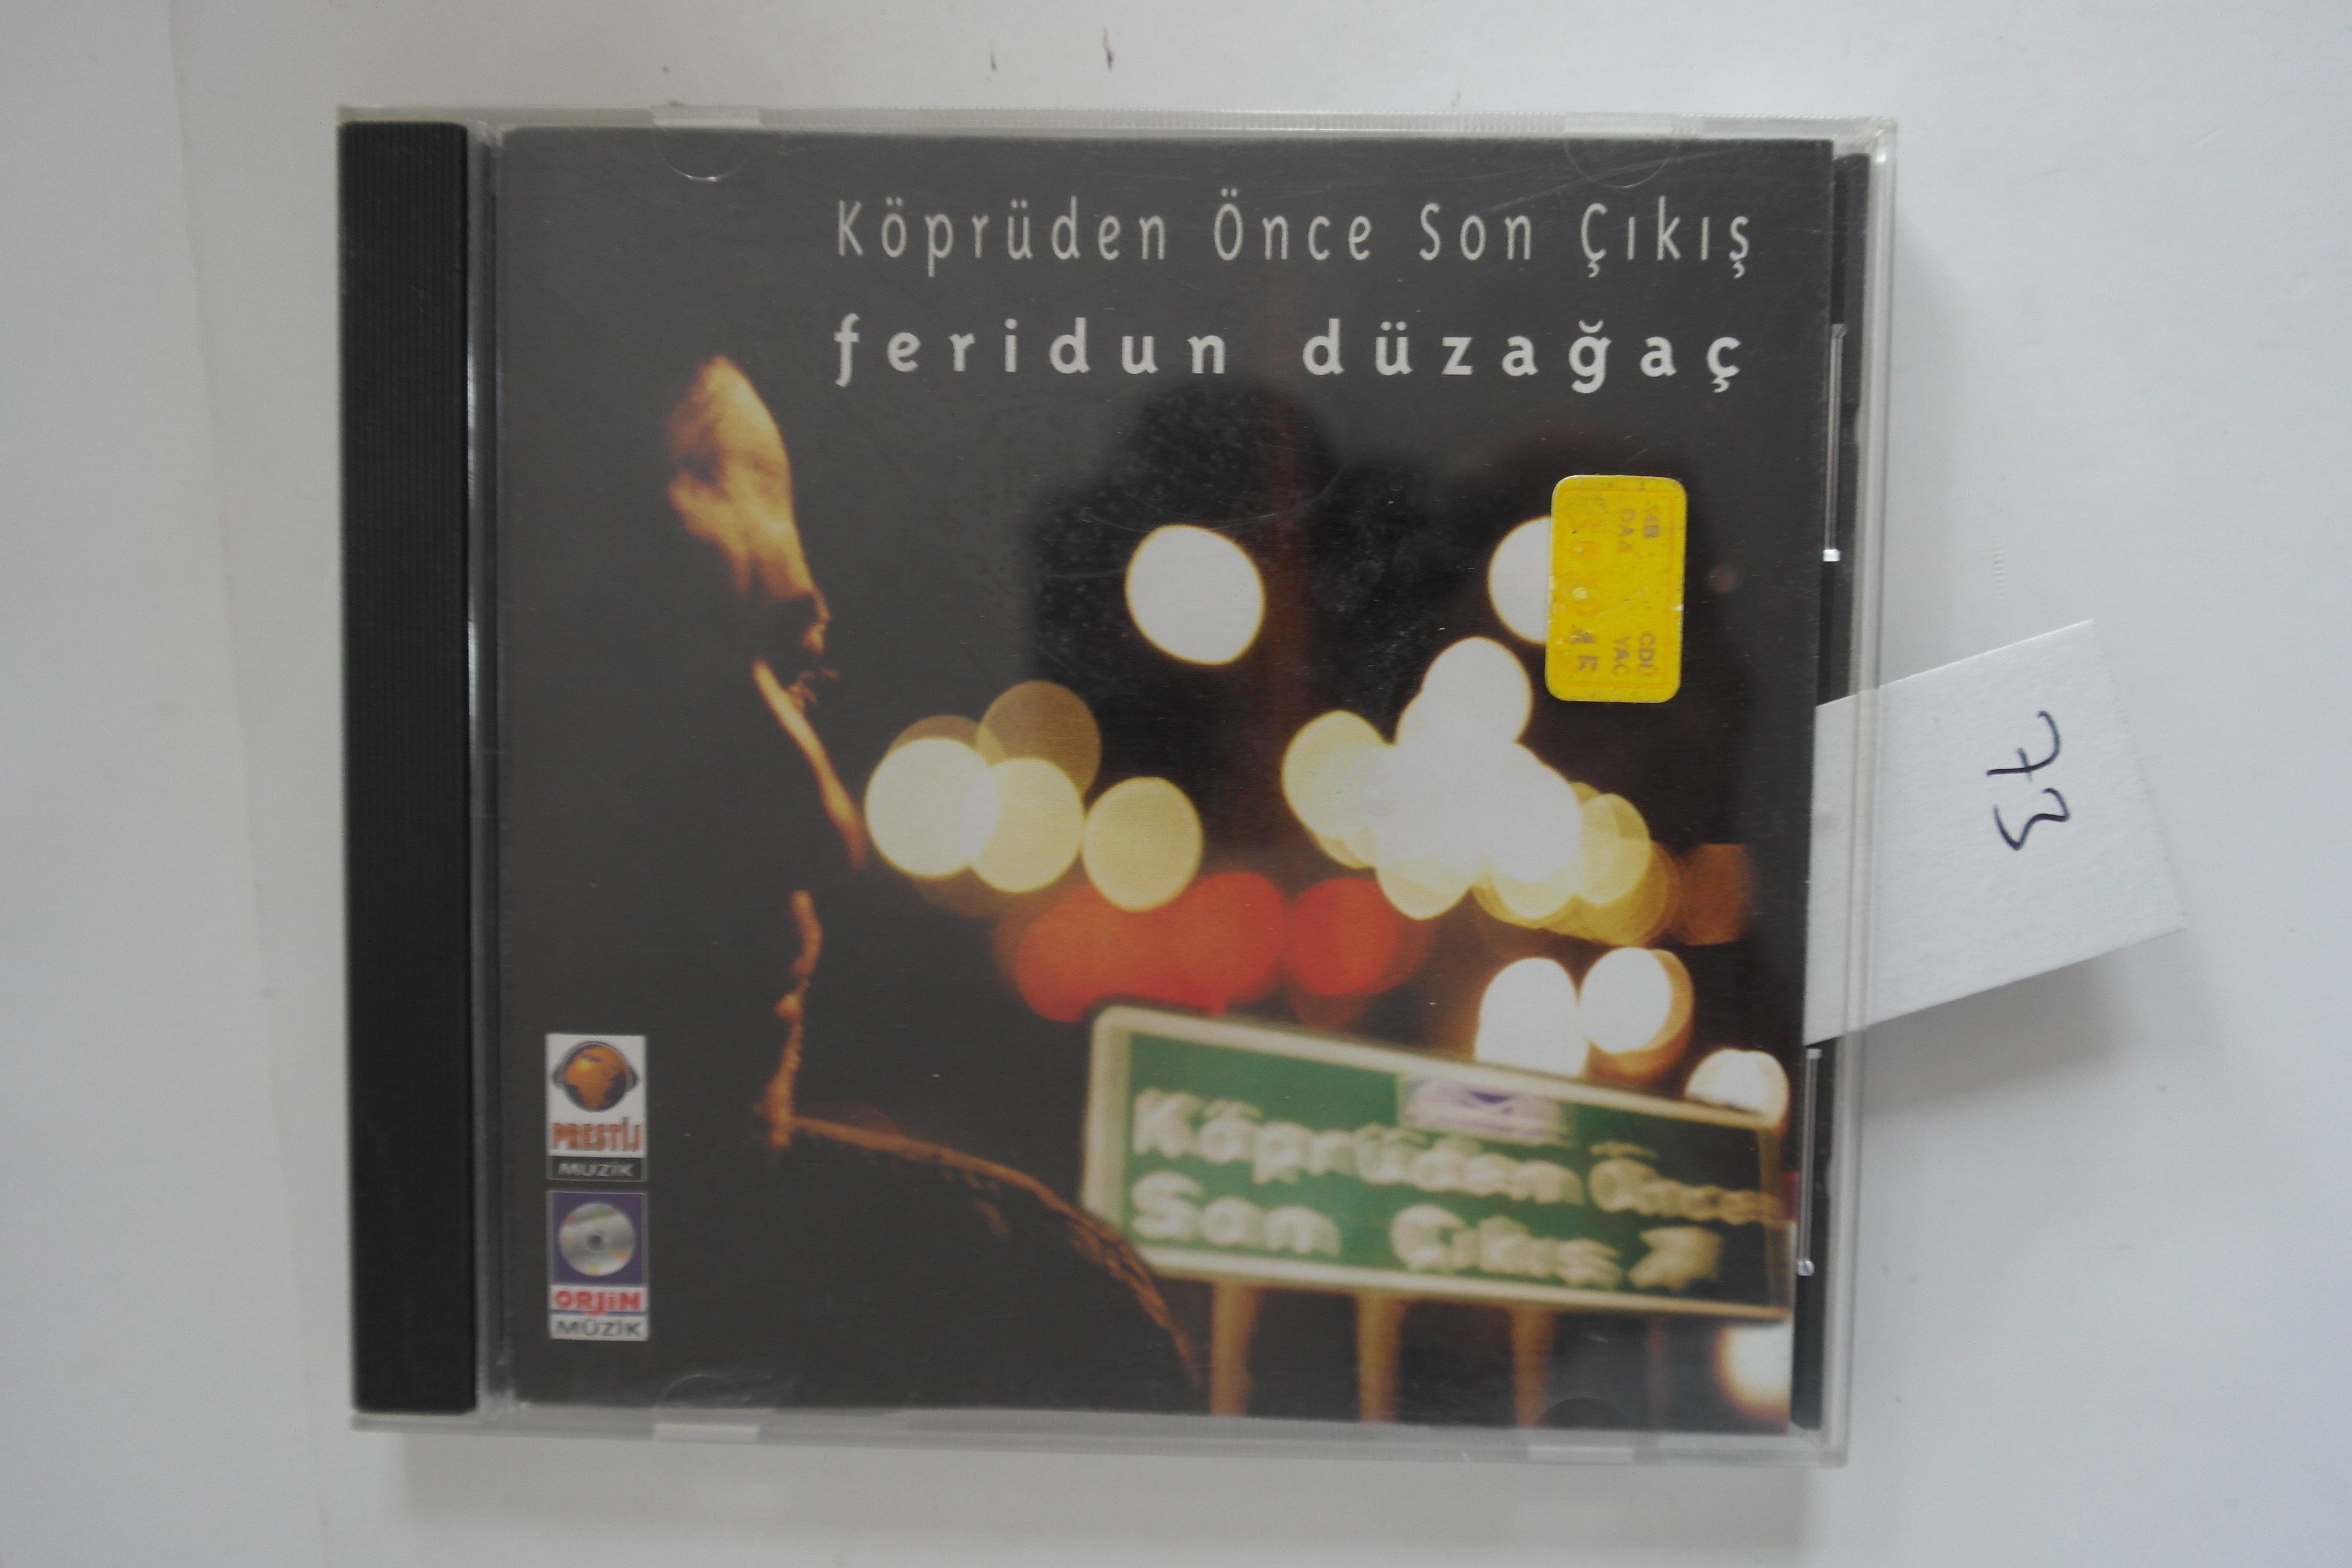 Köprüden Önce Son Çıkış
feridun düzağaç
Köprüden Önce
Son Çıkış
PRESTİJ
MÜZİK
ORJİN
MÜZİK
73